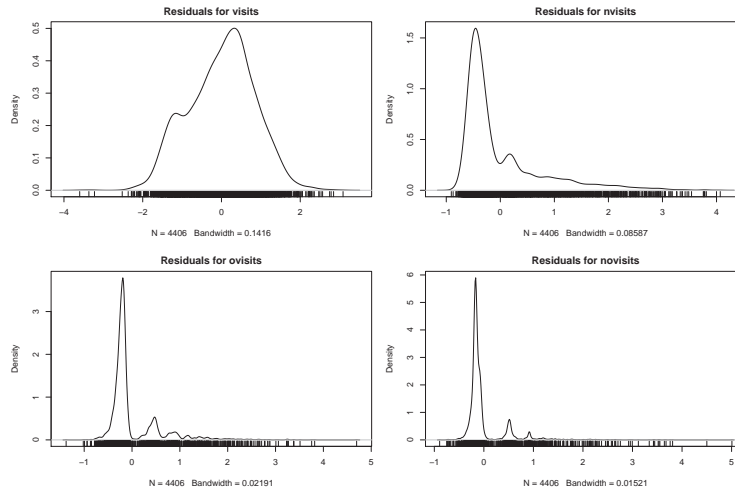 Residuals for visits
Density
0.0 0.1 0.2 0.3 0.4 0.5
−4 −2 0 2
N = 4406 Bandwidth = 0.1416
Residuals for nvisits
Density
0.0 0.5 1.0 1.5
−1 0 1 2 3 4
N = 4406 Bandwidth = 0.08587
Residuals for ovisits
Density
0 1 2 3
−1 0 1 2 3 4 5
N = 4406 Bandwidth = 0.02191
Residuals for novisits
Density
0 1 2 3 4 5 6
−1 0 1 2 3 4 5
N = 4406 Bandwidth = 0.01521